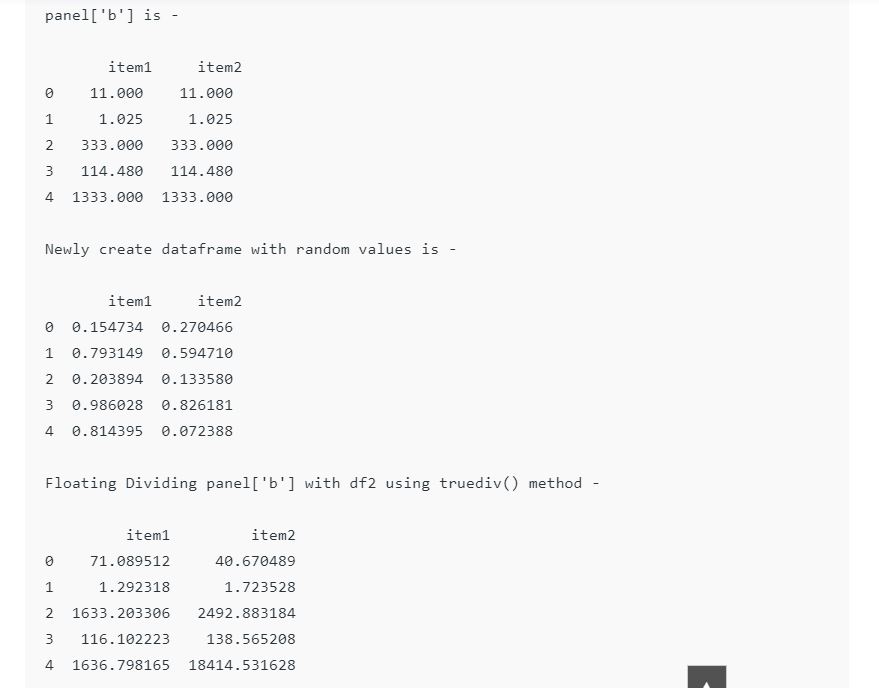 panel['b'] is -
item1 item2
0 11.000 11.000
1 1.025 1.025
2 333.000 333.000
3 114.480 114.480
4 1333.000 1333.000
Newly create dataframe with random values is -
item1 item2
0 0.154734 0.270466
1 0.793149 0.594710
2 0.203894 0.133580
3 0.986028 0.826181
4 0.814395 0.072388
Floating Dividing panel['b'] with df2 using truediv() method -
item1 item2
0 71.089512 40.670489
1 1.292318 1.723528
2 1633.203306 2492.883184
3 116.102223 138.565208
4 1636.798165 18414.531628